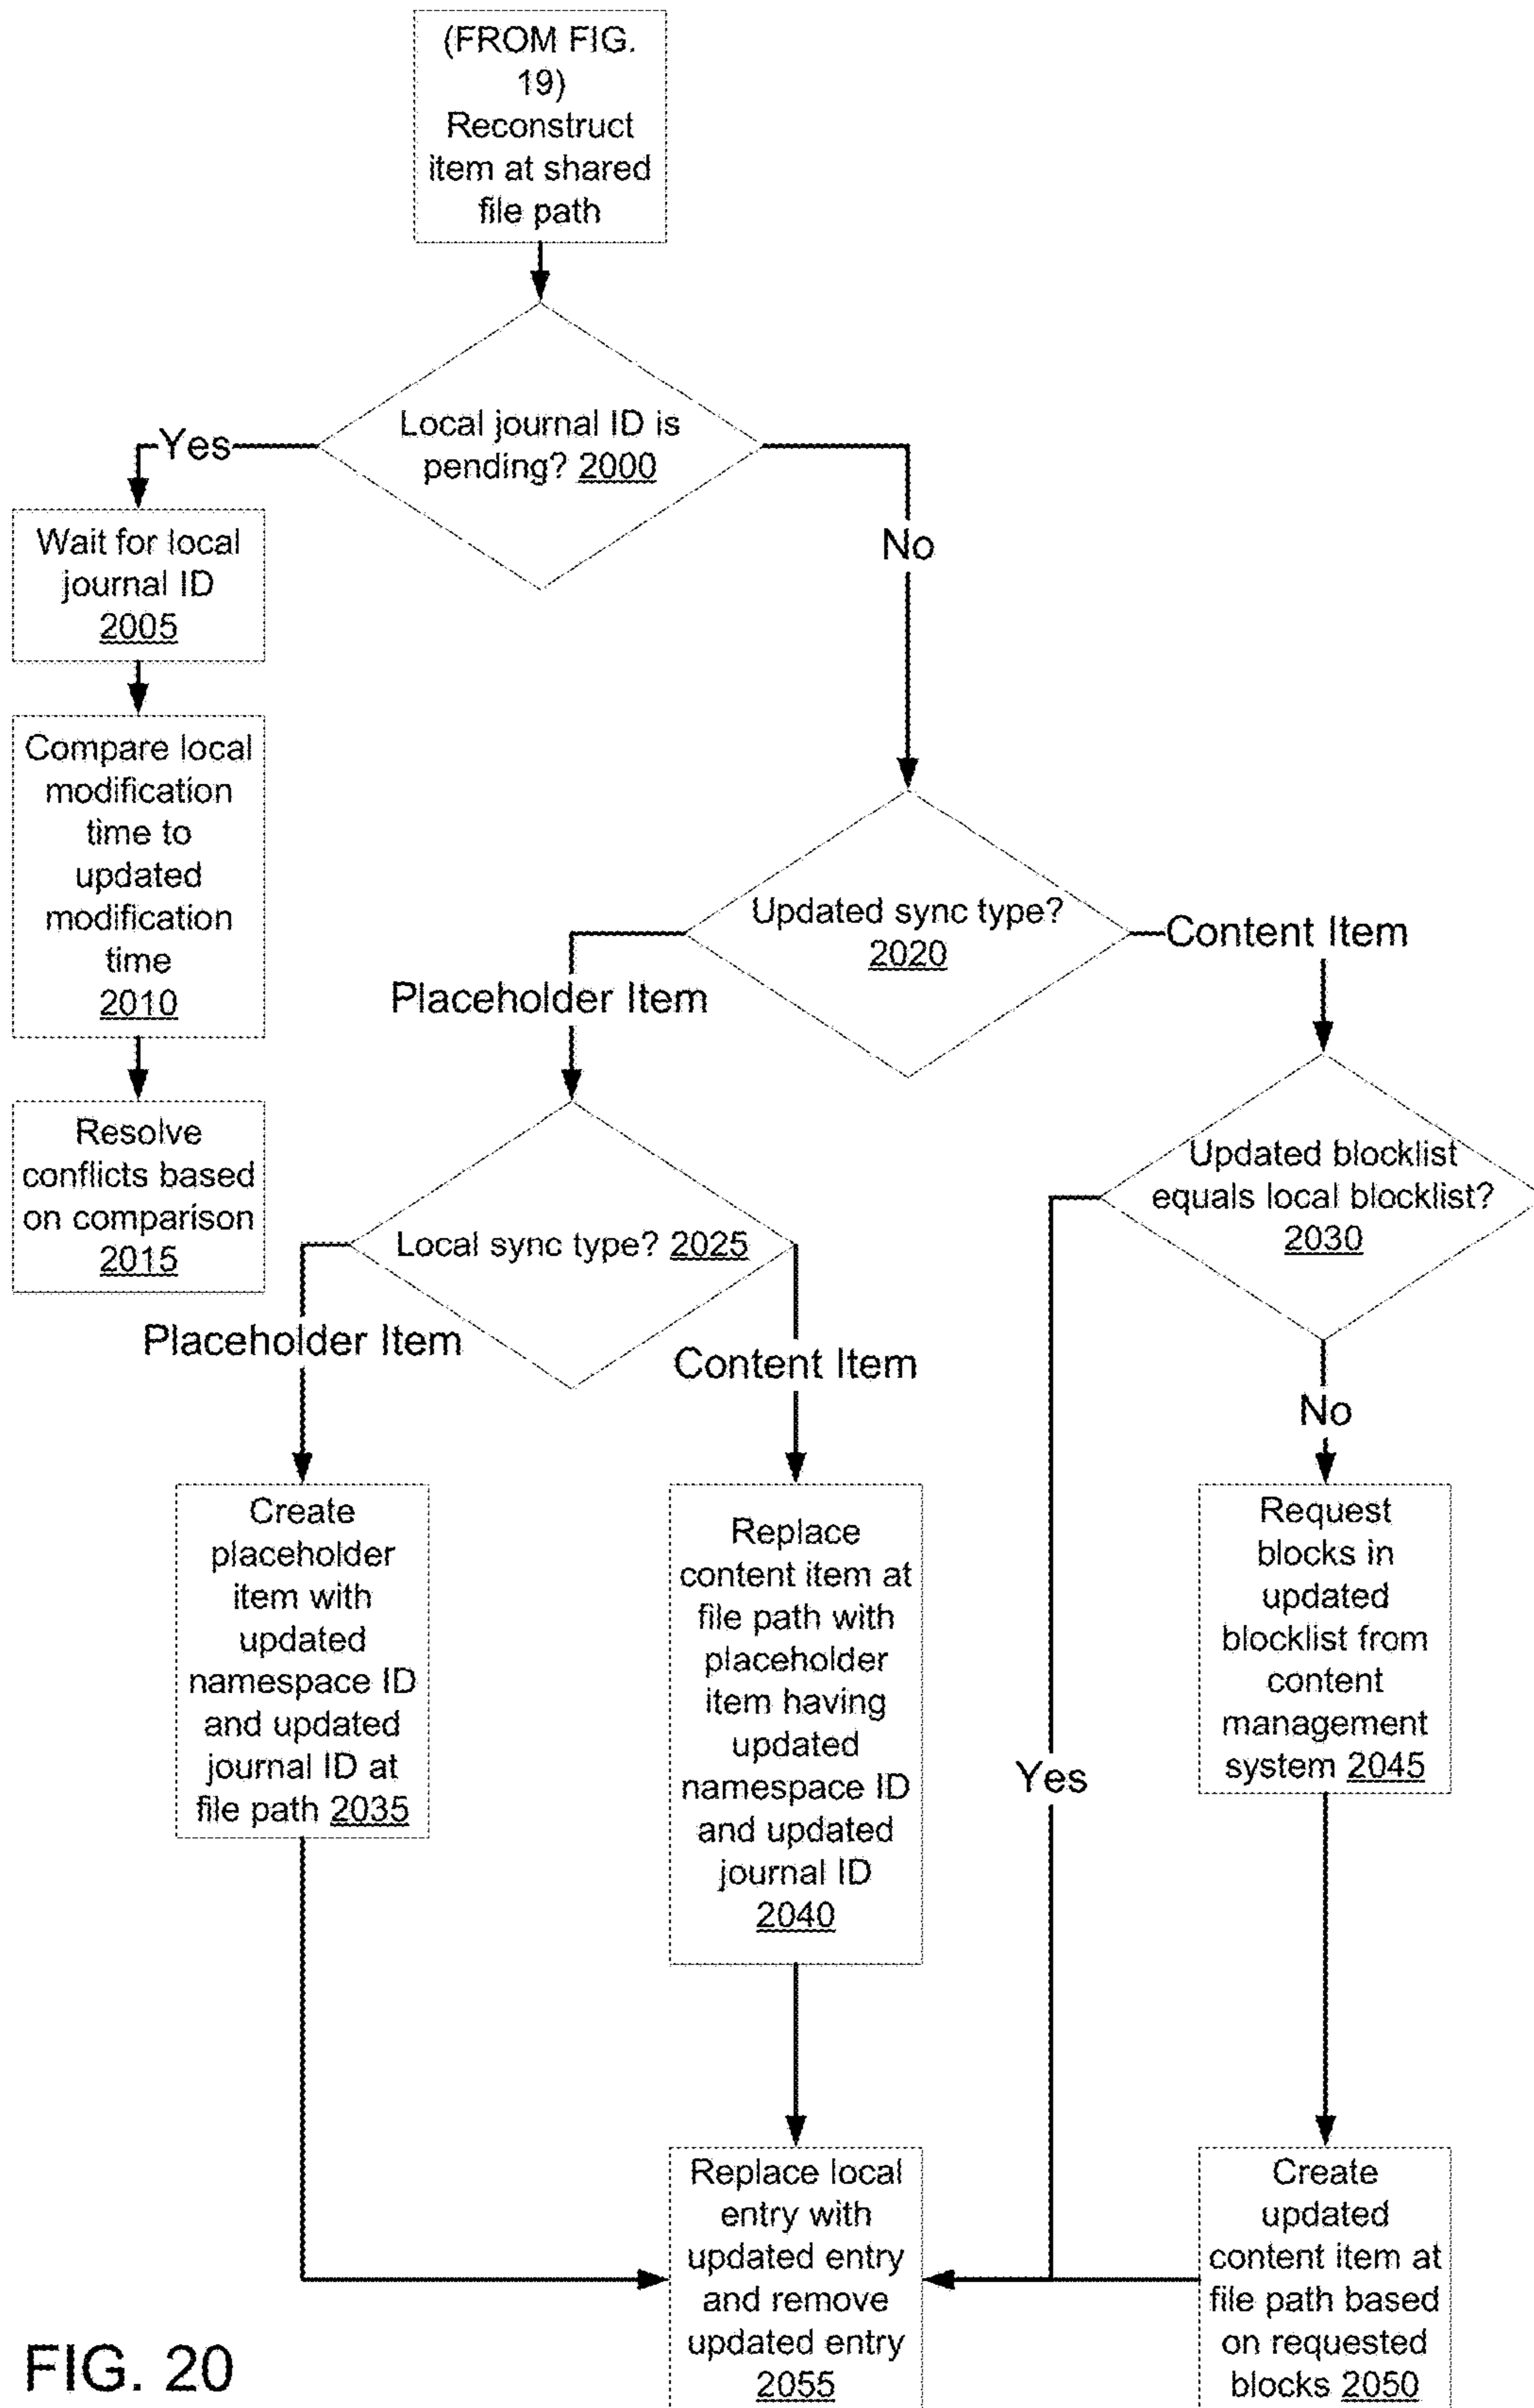 (FROM FIG.
19)
Reconstruct
item at shared
file path
Local journal ID is
pending? 2000
Yes
No
Wait for local
journal ID
2005
Compare local
modification
time to
updated
modification
time
2010
Resolve
conflicts based
on comparison
2015
Updated sync type?
2020
Placeholder Item
Content Item
Local sync type? 2025
Updated blocklist
equals local blocklist?
2030
Placeholder Item
Content Item
No
Yes
Create
placeholder
item with
updated
namespace ID
and updated
journal ID at
file path 2035
Replace
content item at
file path with
placeholder
item having
updated
namespace ID
and updated
journal ID
2040
Request
blocks in
updated
blocklist from
content
management
system 2045
Replace local
entry with
updated entry
and remove
updated entry
2055
Create
updated
content item at
file path based
on requested
blocks 2050
FIG. 20